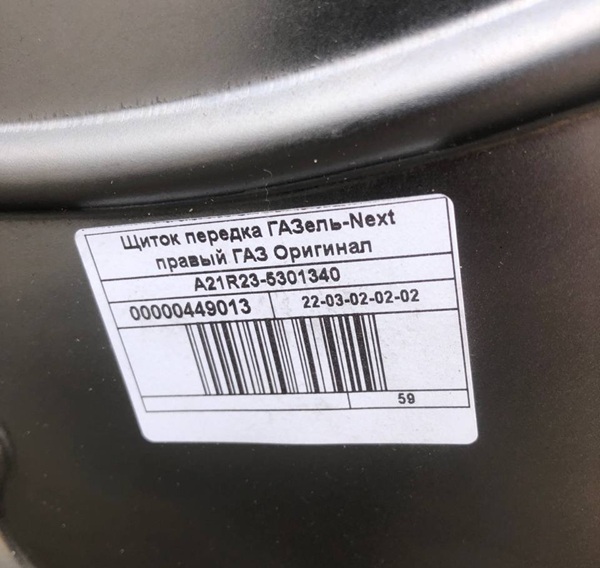 Щиток передка ГАЗель-Next
правый ГАЗ Оригинал
A21R23-5301340
00000449013 22-03-02-02-02
59